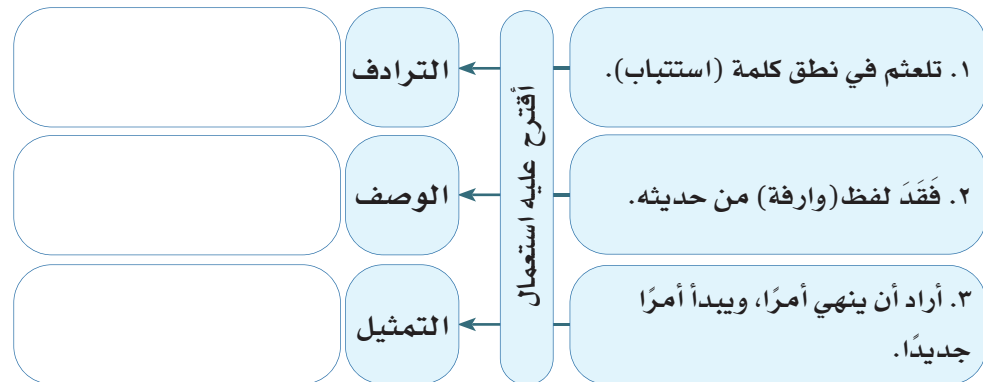 ١. تلعثم في نطق كلمة (استتباب).
أقترح عليه استعمال
الترادف
٢. فَقَدَ لفظ (وارفة) من حديثه.
الوصف
٣. أراد أن ينهي أمرًا، ويبدأ أمرًا
جديدًا.
التمثيل